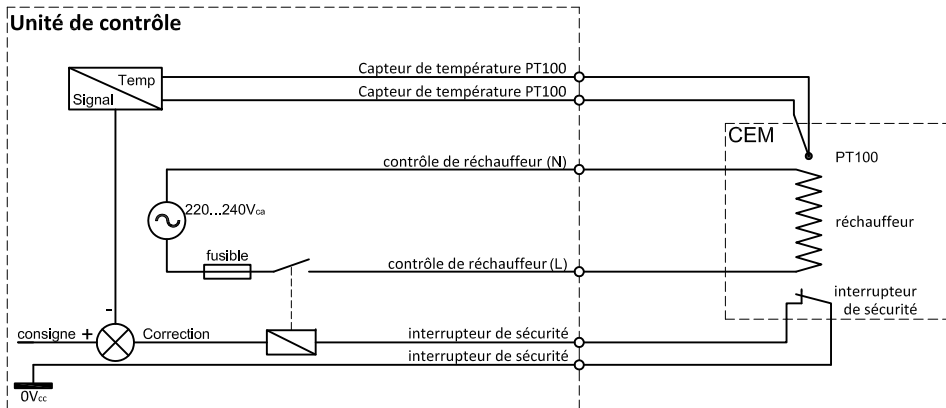 Unité de contrôle
Temp
Signal
Capteur de température PT100
Capteur de température PT100
CEM
PT100
contrôle de réchauffeur (N)
220...240Vca
réchauffeur
fusible
contrôle de réchauffeur (L)
interrupteur
de sécurité
-
consigne +
Correction
interrupteur de sécurité
interrupteur de sécurité
0Vcc